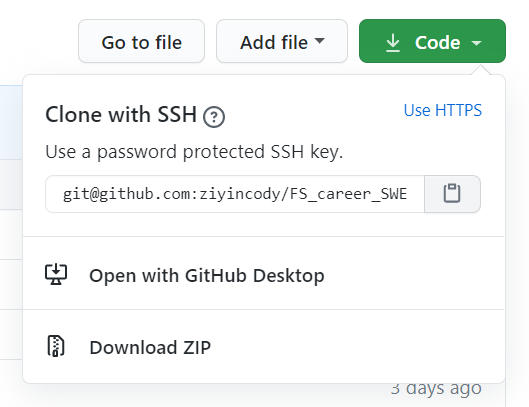 Go to file
Add file
Code
Clone with SSH
Use HTTPS
Use a password protected SSH key.
git@github.com:ziyincody/FS_career_SWE
Open with GitHub Desktop
Download ZIP
3 days ago